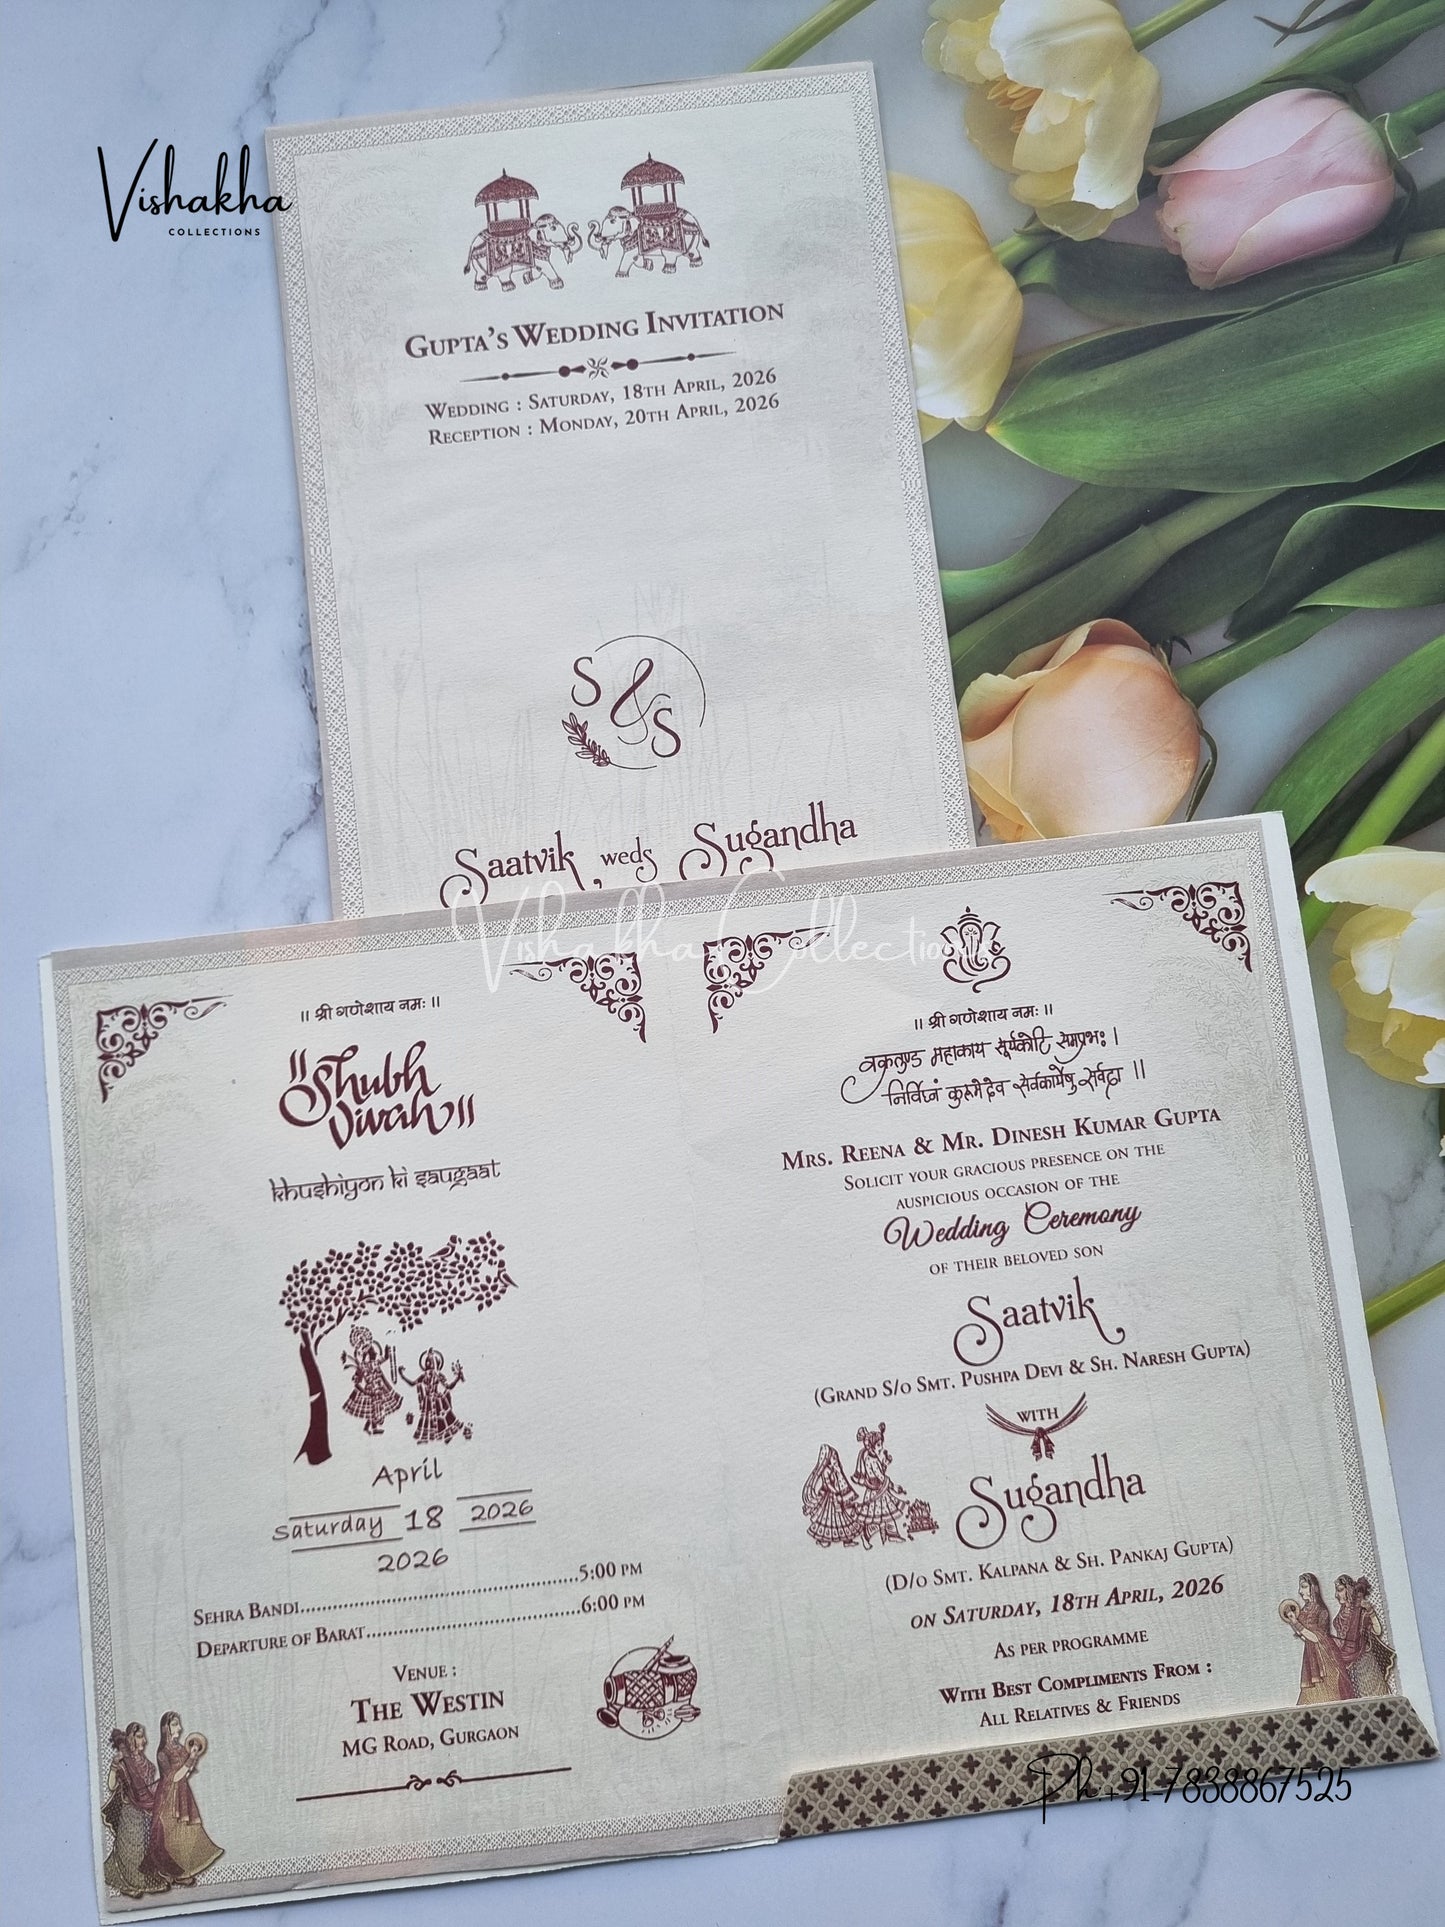 Vishakha
COLLECTIONS
GUPTA'S WEDDING INVITATION
WEDDING : SATURDAY, 18TH APRIL, 2026
RECEPTION : MONDAY, 20TH APRIL, 2026
S & S
Saatvik weds Sugandha
Vishakha Collections
|| श्री गणेशाय नमः ||
|| Shubh
Vivah ||
khushiyon ki saugaat
April
Saturday 18 2026
2026
SEHRA BANDI.......................................5:00 PM
DEPARTURE OF BARAT.......................................6:00 PM
VENUE :
THE WESTIN
MG ROAD, GURGAON
|| श्री गणेशाय नमः ||
वक्रतुण्ड महाकाय सूर्यकोटि समप्रभः |
निर्विघ्नं कुरूमेदेव सर्वकार्येषु सर्वदा ||
MRS. REENA & MR. DINESH KUMAR GUPTA
SOLICIT YOUR GRACIOUS PRESENCE ON THE
AUSPICIOUS OCCASION OF THE
Wedding Ceremony
OF THEIR BELOVED SON
Saatvik
(GRAND S/O SMT. PUSHPA DEVI & SH. NARESH GUPTA)
WITH
Sugandha
(D/O SMT. KALPANA & SH. PANKAJ GUPTA)
ON SATURDAY, 18TH APRIL, 2026
AS PER PROGRAMME
WITH BEST COMPLIMENTS FROM :
ALL RELATIVES & FRIENDS
Ph.+91-7838867525